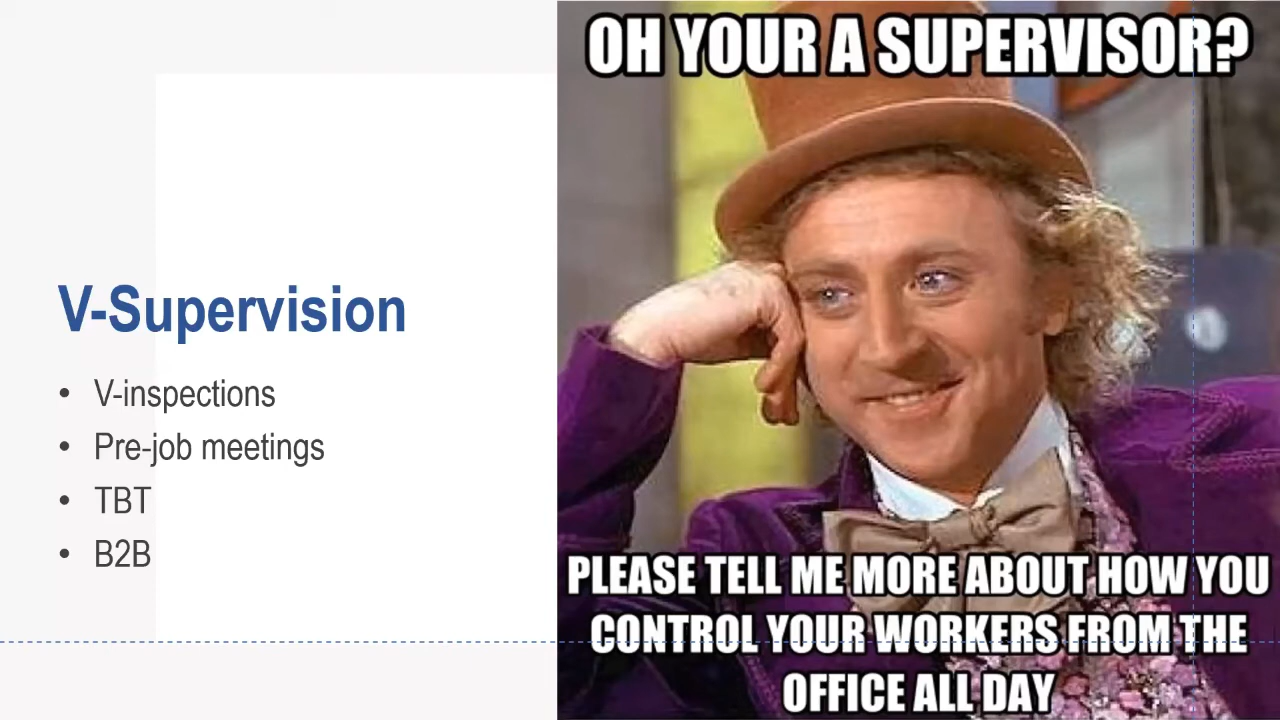 V-Supervision
• V-inspections
• Pre-job meetings
• TBT
• B2B
OH YOUR A SUPERVISOR?
PLEASE TELL ME MORE ABOUT HOW YOU
CONTROL YOUR WORKERS FROM THE
OFFICE ALL DAY